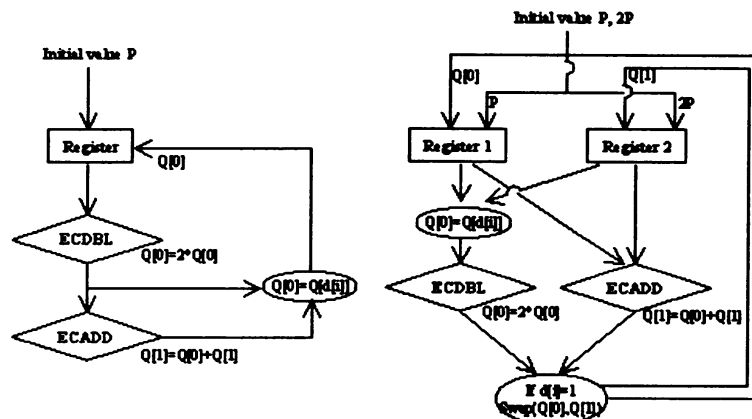 Initial value P
Register
Q[0]
ECDBL
Q[0]=2*Q[0]
Q[0]=Q[d[i]]
ECADD
Q[1]=Q[0]+Q[1]
Initial value P, 2P
Q[0]
Q[1]
P
2P
Register 1
Register 2
Q[0]=Q[d[i]]
ECDBL
ECADD
Q[0]=2*Q[0]
Q[1]=Q[0]+Q[1]
If d[i]=1
Swap(Q[0],Q[1])